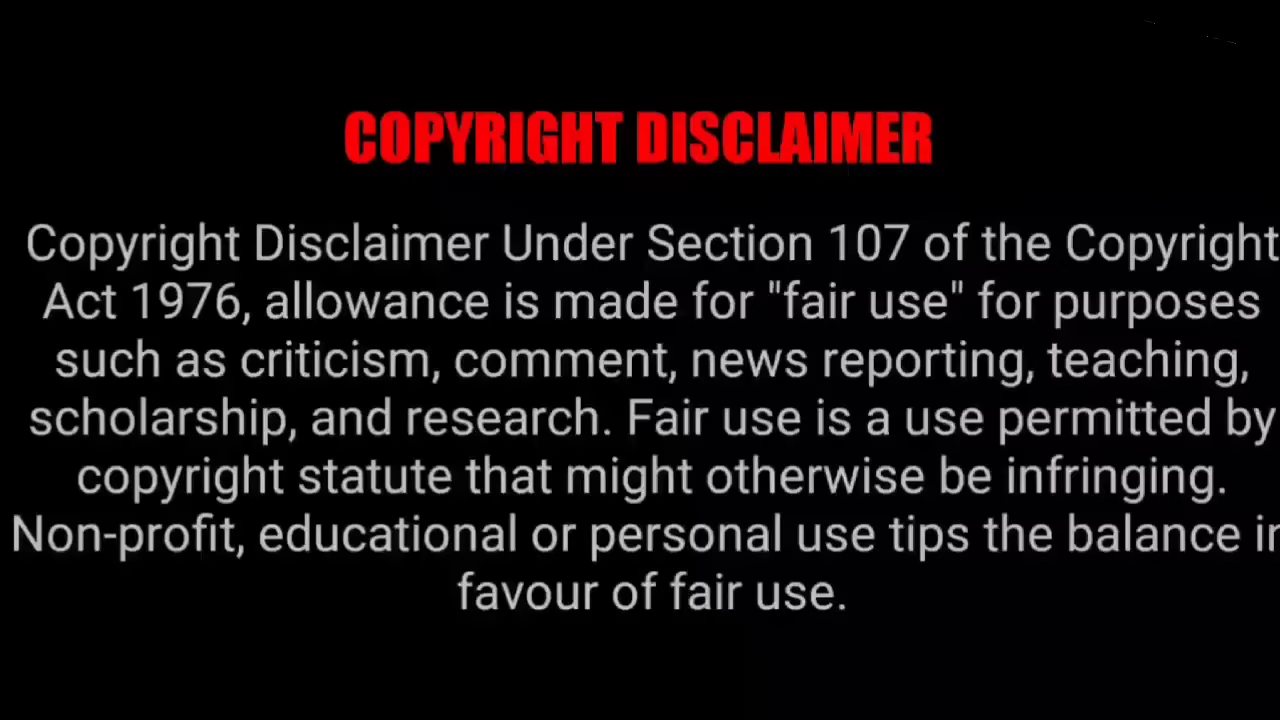 COPYRIGHT DISCLAIMER
Copyright Disclaimer Under Section 107 of the Copyright
Act 1976, allowance is made for "fair use" for purposes
such as criticism, comment, news reporting, teaching,
scholarship, and research. Fair use is a use permitted by
copyright statute that might otherwise be infringing.
Non-profit, educational or personal use tips the balance in
favour of fair use.